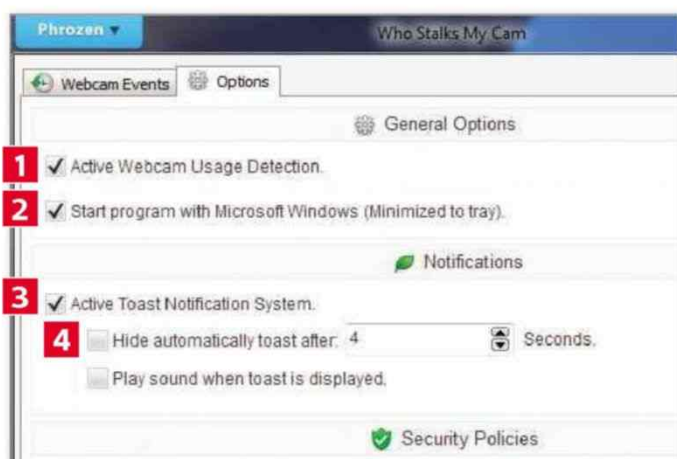 Phrozen
Who Stalks My Cam
Webcam Events
Options
General Options
1
Active Webcam Usage Detection.
2
Start program with Microsoft Windows (Minimized to tray).
Notifications
3
Active Toast Notification System.
4
Hide automatically toast after: 4 Seconds.
Play sound when toast is displayed.
Security Policies